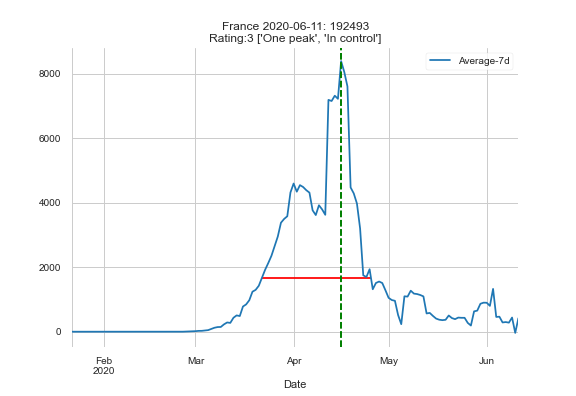 France 2020-06-11: 192493
Rating:3 ['One peak', 'In control']
Average-7d
8000
6000
4000
2000
0
Feb
2020
Mar
Apr
May
Jun
Date